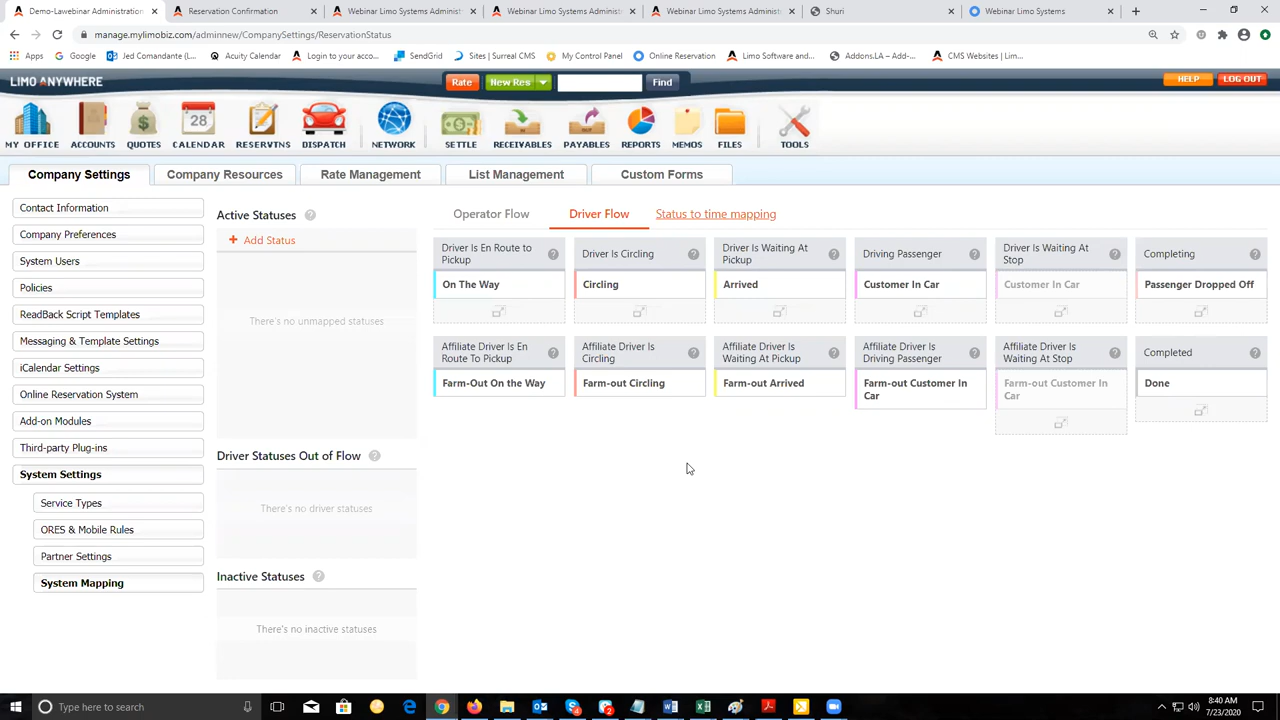 Demo-Lawebinar Administration
Reservation Confirmation
Webinar Limo Systems Administ
Webinar Limo Systems Administ
Webinar Limo Systems Administ
Shuri
Webinar Limo Systems
manage.mylimobiz.com/adminnew/CompanySettings/ReservationStatus
Apps
Getting Started
Jed Comandante (L...
Acuity Calendar
Login to your acco...
SendGrid
Sites | Surreal CMS
My Control Panel
Online Reservation
Limo Software and...
Addons.LA – Add-...
CMS Websites | Lim...
LIMO ANYWHERE
Rate
New Res
Find
HELP
LOG OUT
MY OFFICE
ACCOUNTS
QUOTES
28
CALENDAR
RESERVTNS
DISPATCH
NETWORK
SETTLE
RECEIVABLES
PAYABLES
REPORTS
MEMOS
FILES
TOOLS
Company Settings
Company Resources
Rate Management
List Management
Custom Forms
Contact Information
Company Preferences
System Users
Policies
ReadBack Script Templates
Messaging & Template Settings
iCalendar Settings
Online Reservation System
Add-on Modules
Third-party Plug-ins
System Settings
Service Types
ORES & Mobile Rules
Partner Settings
System Mapping
Active Statuses ?
+ Add Status
There's no unmapped statuses
Driver Statuses Out of Flow ?
There's no driver statuses
Inactive Statuses ?
There's no inactive statuses
Operator Flow
Driver Flow
Status to time mapping
Driver Is En Route to
Pickup ?
On The Way
Driver Is Circling ?
Circling
Driver Is Waiting At
Pickup ?
Arrived
Driving Passenger ?
Customer In Car
Driver Is Waiting At
Stop ?
Customer In Car
Completing ?
Passenger Dropped Off
Affiliate Driver Is En
Route To Pickup ?
Farm-Out On the Way
Affiliate Driver Is
Circling ?
Farm-out Circling
Affiliate Driver Is
Waiting At Pickup ?
Farm-out Arrived
Affiliate Driver Is
Driving Passenger ?
Farm-out Customer In
Car
Affiliate Driver Is
Waiting At Stop ?
Farm-out Customer In
Car
Completed ?
Done
Type here to search
8:40 AM
7/23/2020